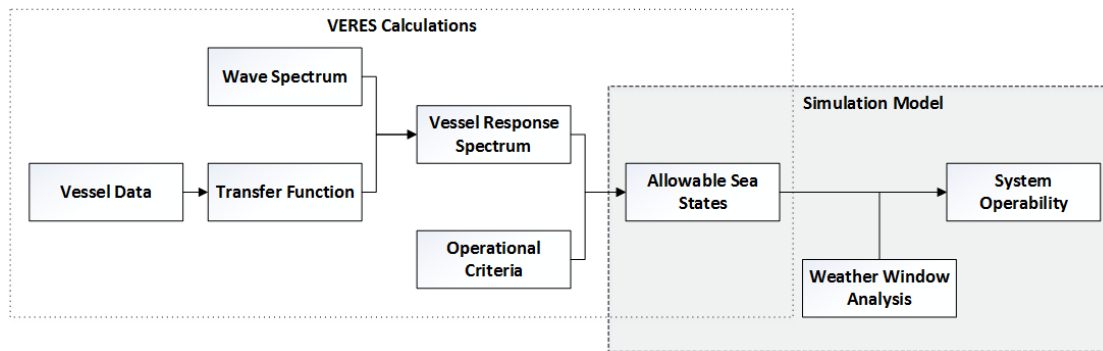 VERES Calculations
Wave Spectrum
Simulation Model
Vessel Response
Spectrum
Vessel Data
Transfer Function
Allowable Sea
States
System
Operability
Operational
Criteria
Weather Window
Analysis